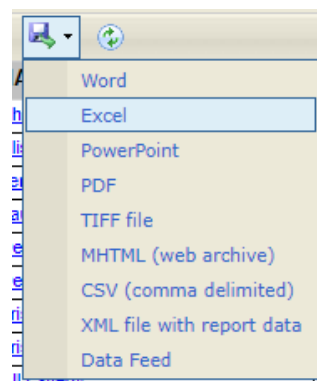 Word
Excel
PowerPoint
PDF
TIFF file
MHTML (web archive)
CSV (comma delimited)
XML file with report data
Data Feed